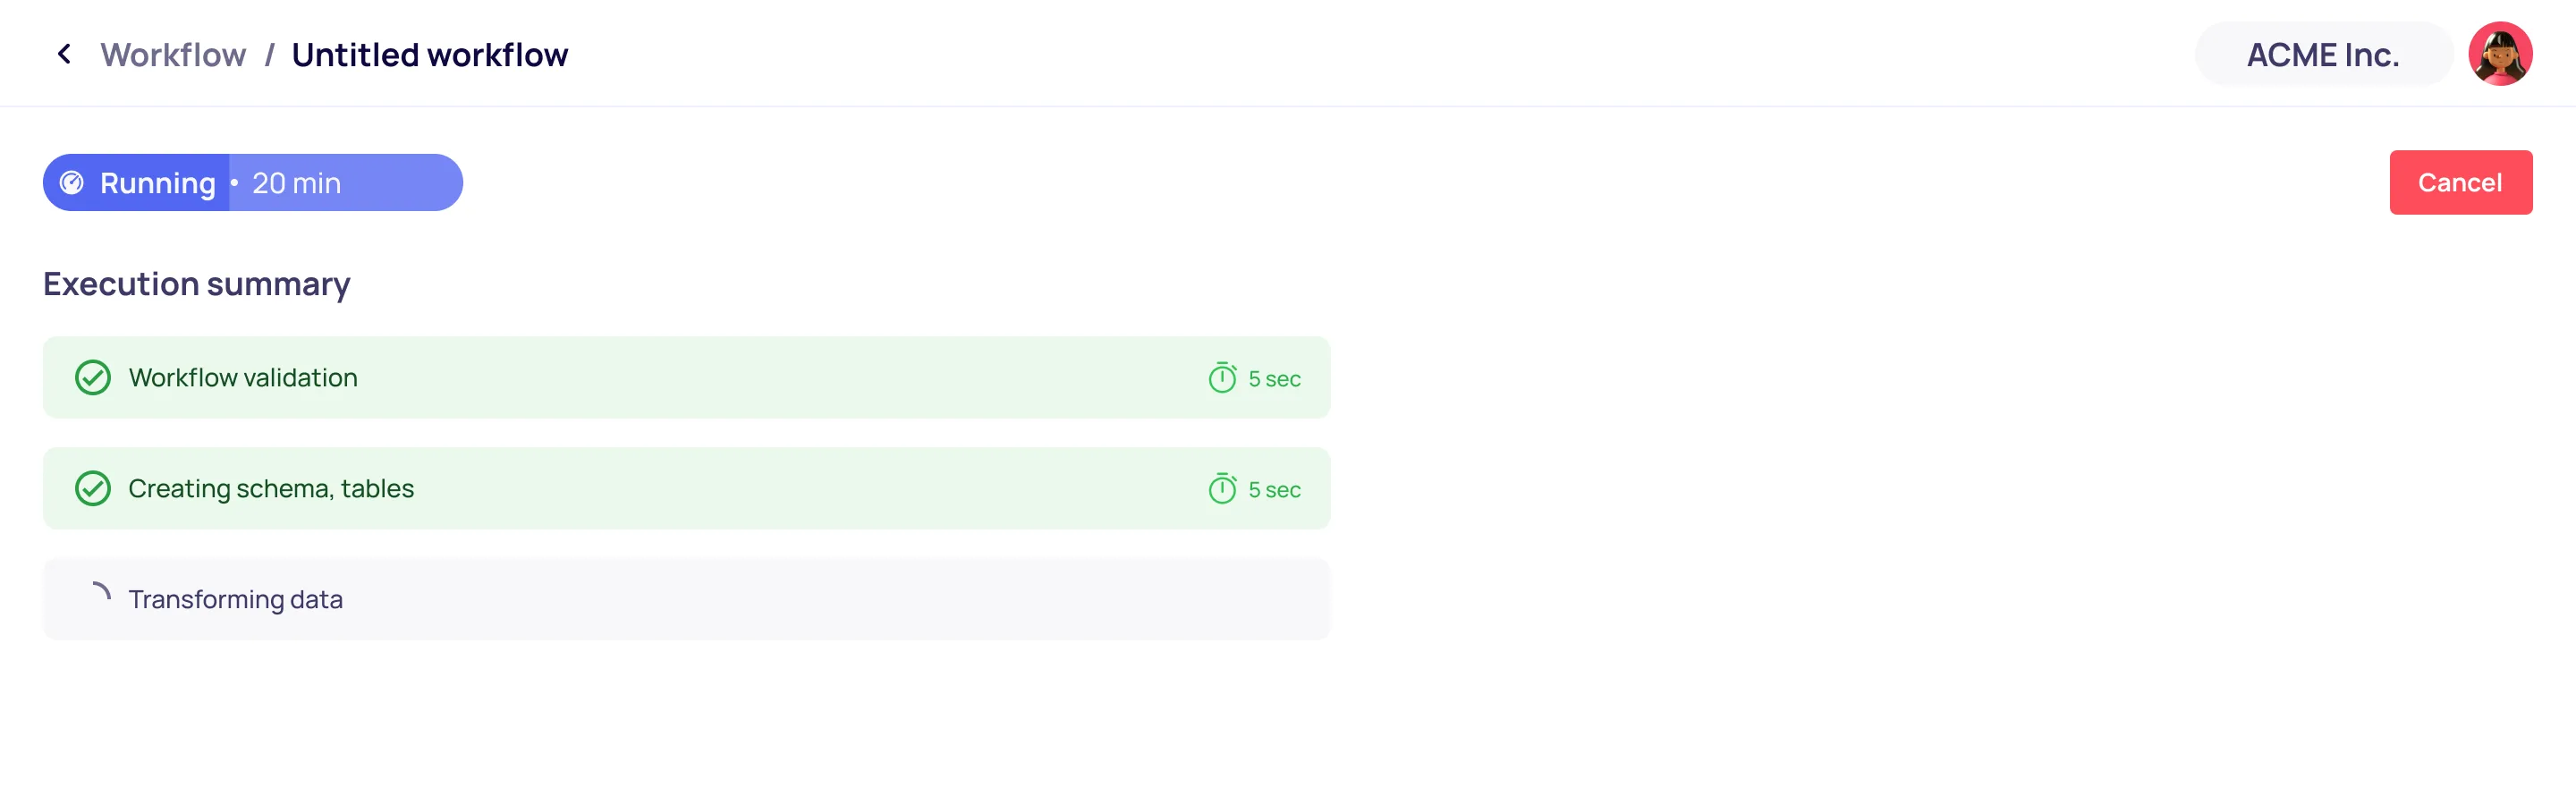 Workflow / Untitled workflow
ACME Inc.
Running • 20 min
Cancel
Execution summary
Workflow validation
5 sec
Creating schema, tables
5 sec
Transforming data